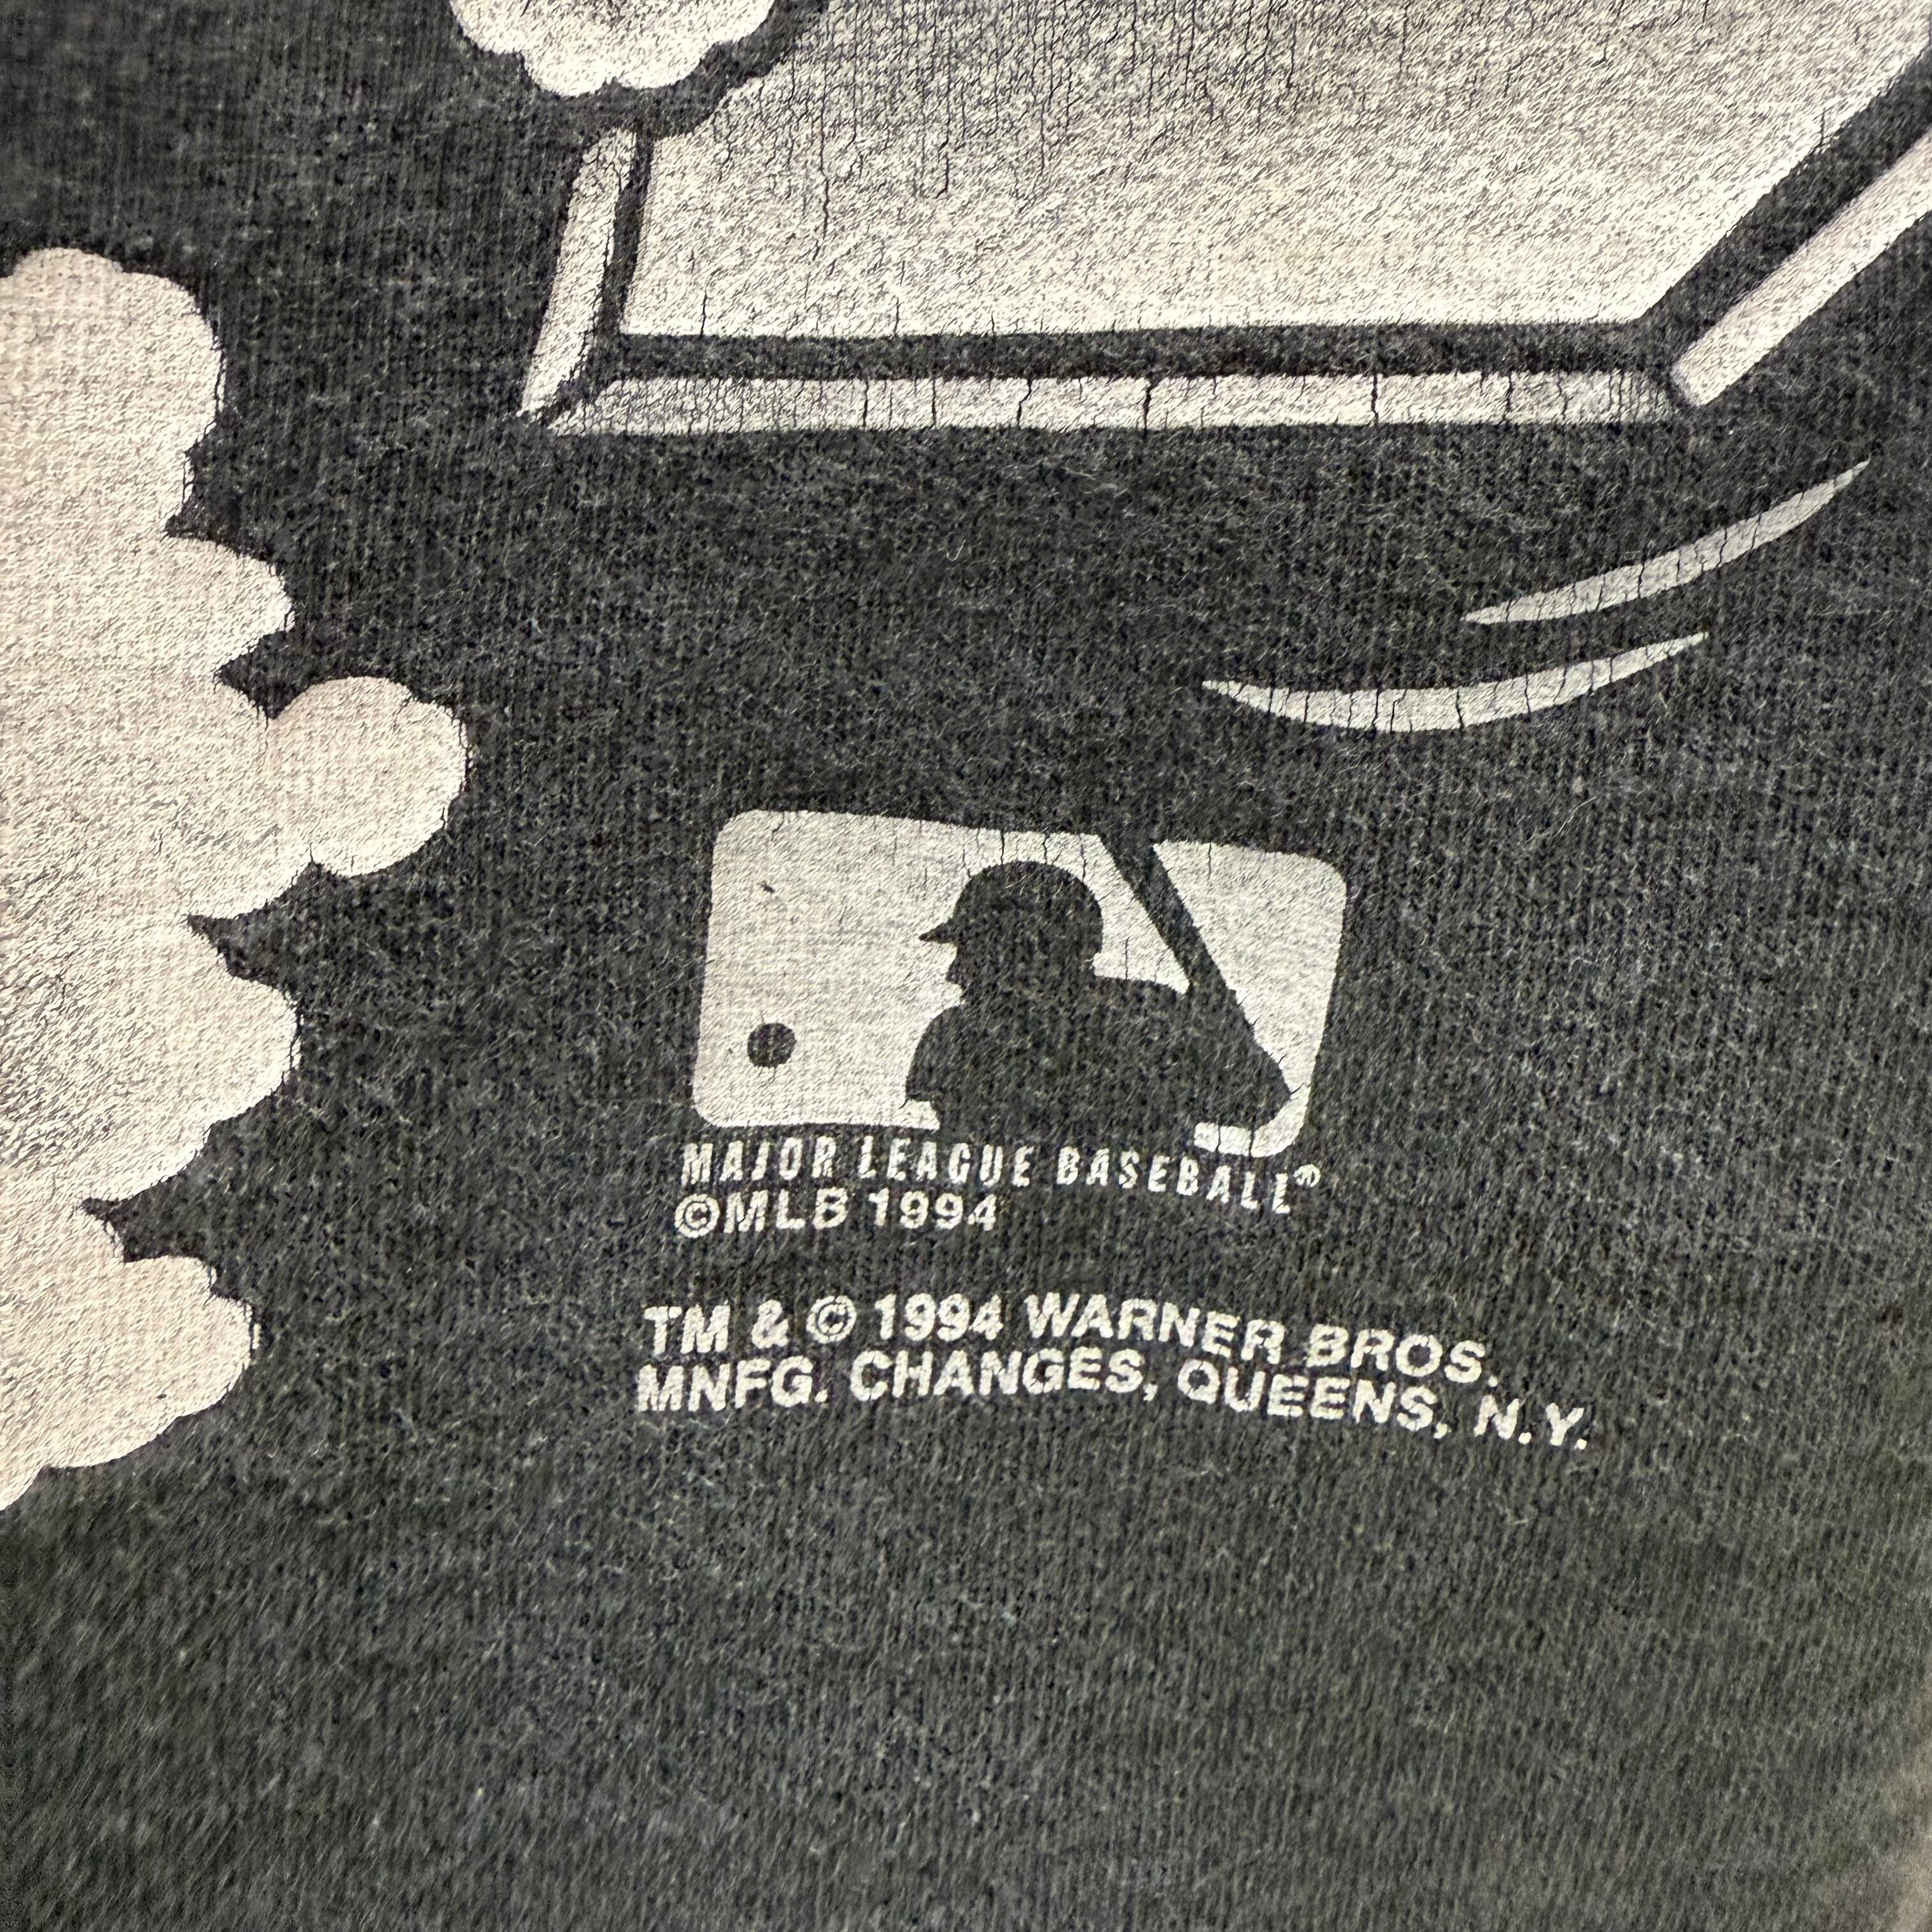 MAJOR LEAGUE BASEBALL®
©MLB 1994
TM & © 1994 WARNER BROS.
MNFG. CHANGES, QUEENS, N.Y.